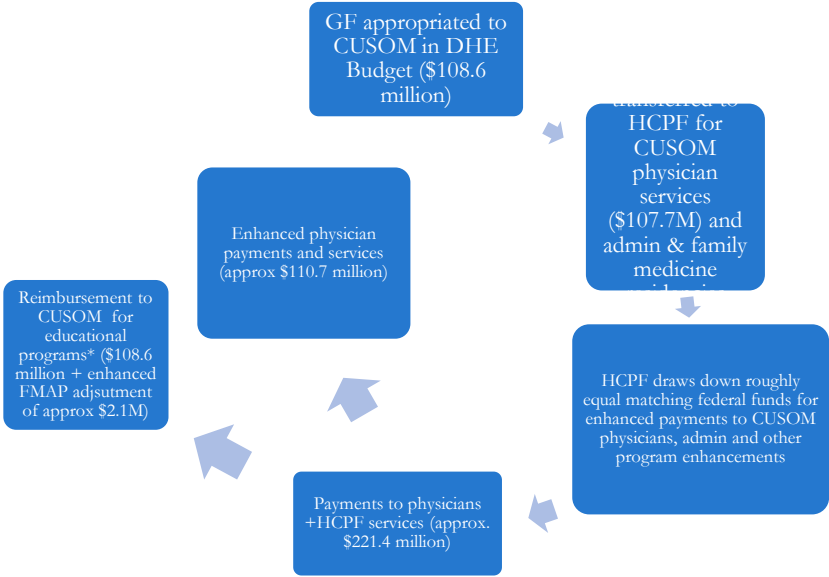 GF appropriated to
CUSOM in DHE
Budget ($108.6
million)
transferred to
HCPF for
CUSOM
physician
services
($107.7M) and
admin & family
medicine
Enhanced physician
payments and services
(approx $110.7 million)
Reimbursement to
CUSOM for
educational
programs* ($108.6
million + enhanced
FMAP adjsutment
of approx $2.1M)
HCPF draws down roughly
equal matching federal funds for
enhanced payments to CUSOM
physicians, admin and other
program enhancements
Payments to physicians
+HCPF services (approx.
$221.4 million)